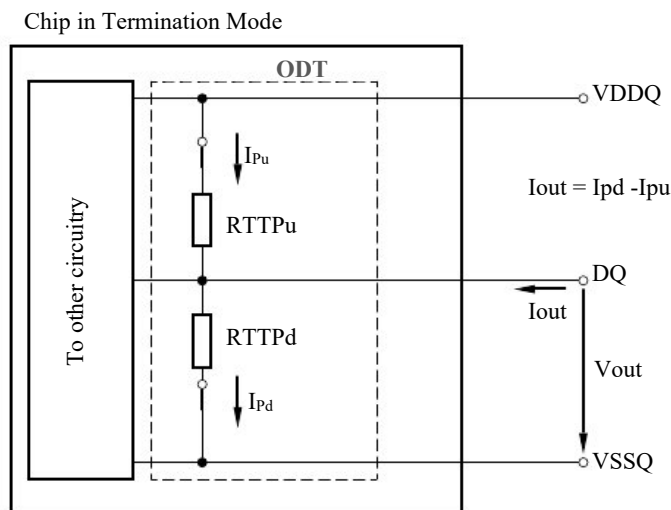 Chip in Termination Mode
ODT
VDDQ
IPu
Iout = Ipd -Ipu
RTTPu
To other circuitry
DQ
Iout
RTTPd
Vout
IPd
VSSQ